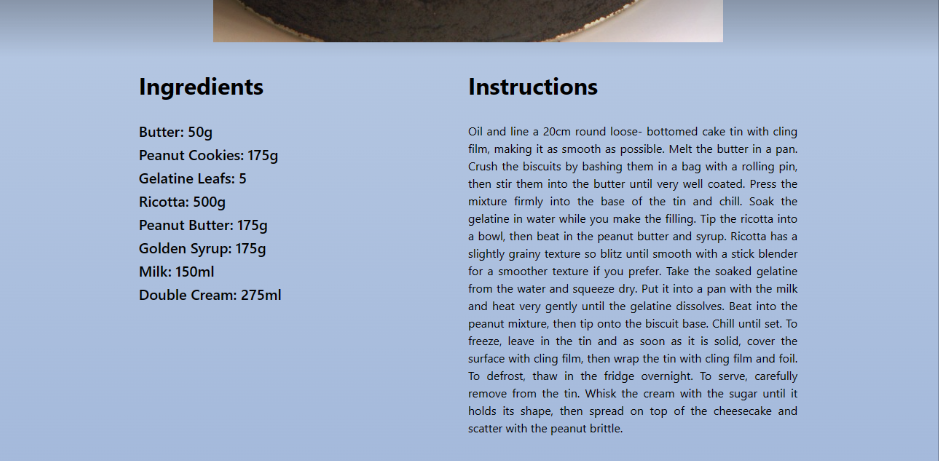 Ingredients
Butter: 50g
Peanut Cookies: 175g
Gelatine Leafs: 5
Ricotta: 500g
Peanut Butter: 175g
Golden Syrup: 175g
Milk: 150ml
Double Cream: 275ml
Instructions
Oil and line a 20cm round loose- bottomed cake tin with cling
film, making it as smooth as possible. Melt the butter in a pan.
Crush the biscuits by bashing them in a bag with a rolling pin,
then stir them into the butter until very well coated. Press the
mixture firmly into the base of the tin and chill. Soak the
gelatine in water while you make the filling. Tip the ricotta into
a bowl, then beat in the peanut butter and syrup. Ricotta has a
slightly grainy texture so blitz until smooth with a stick blender
for a smoother texture if you prefer. Take the soaked gelatine
from the water and squeeze dry. Put it into a pan with the milk
and heat very gently until the gelatine dissolves. Beat into the
peanut mixture, then tip onto the biscuit base. Chill until set. To
freeze, leave in the tin and as soon as it is solid, cover the
surface with cling film, then wrap the tin with cling film and foil.
To defrost, thaw in the fridge overnight. To serve, carefully
remove from the tin. Whisk the cream with the sugar until it
holds its shape, then spread on top of the cheesecake and
scatter with the peanut brittle.